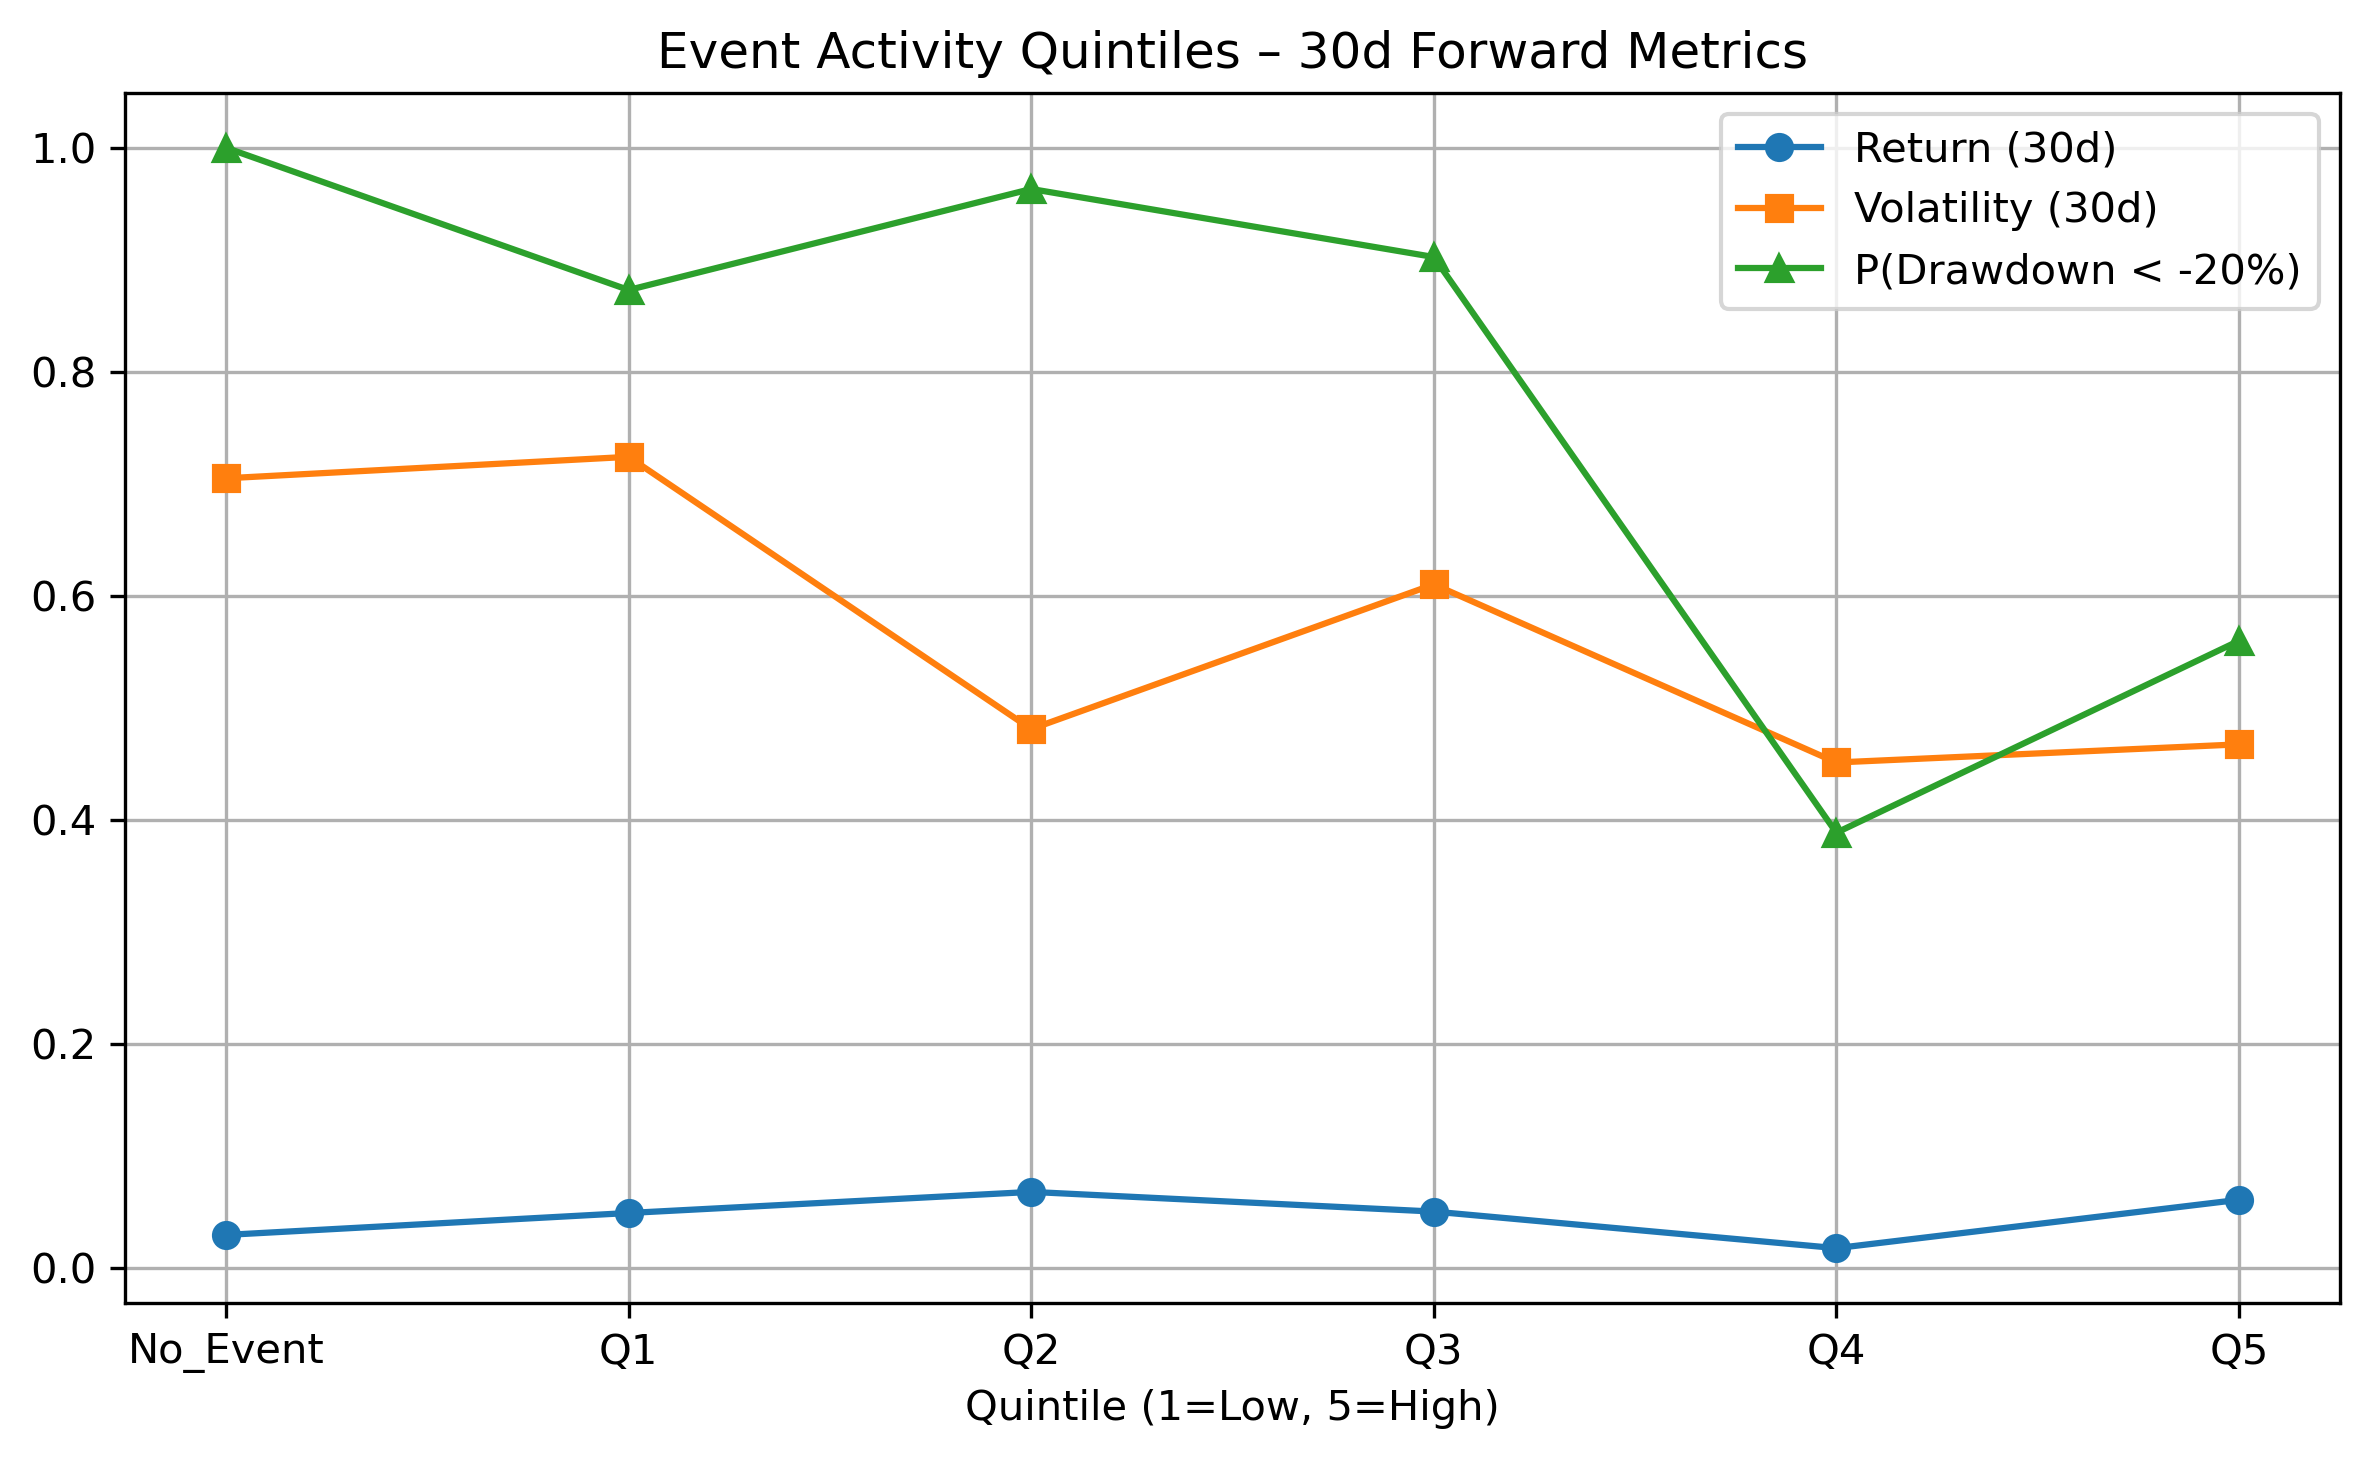 Event Activity Quintiles – 30d Forward Metrics
Return (30d)
Volatility (30d)
P(Drawdown < -20%)
1.0
0.8
0.6
0.4
0.2
0.0
No_Event Q1 Q2 Q3 Q4 Q5
Quintile (1=Low, 5=High)